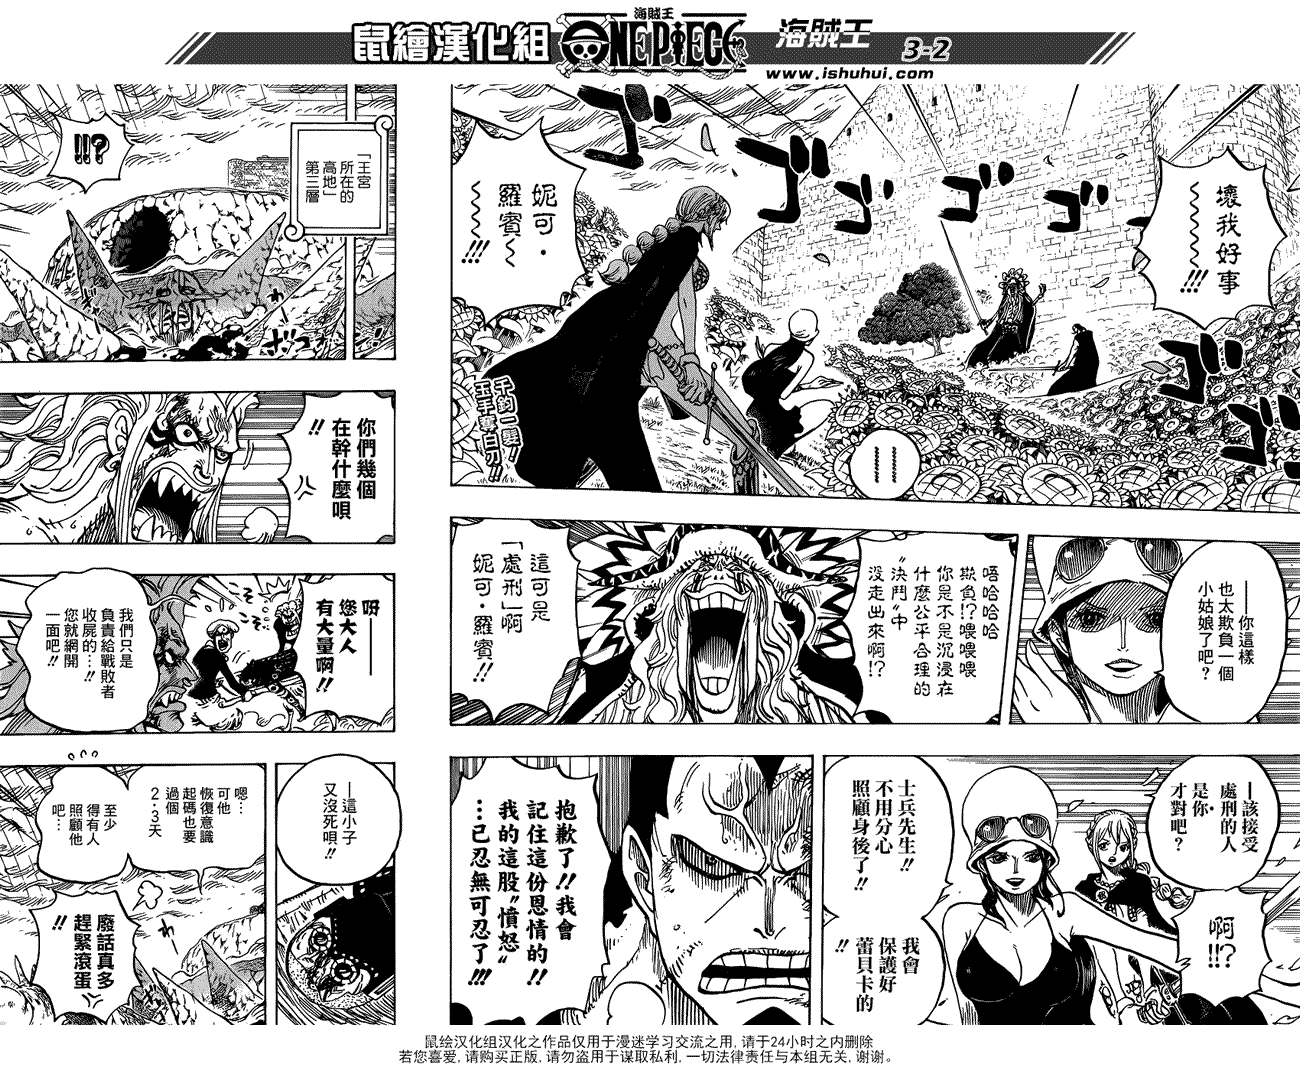 鼠繪漢化組
海賊王
ONE PIECE
海賊王
3-2
www.ishuhui.com
壞我好事
~~~!!!
妮可·
羅賓~
~~~!!!
ゴゴゴゴゴゴゴ
千鈞一髮!
玉手奪白刃!!
——你這樣
也太欺負一個
小姑娘了吧?
唔哈哈哈
欺負!?喂喂喂
你是不是沉浸在
什麼公平合理的
“決鬥”中
沒走出來啊!?
這可是
「處刑」啊
妮可·羅賓!!
——該接受
處刑的人
是你
才對吧?
啊
!!!?
士兵先生!!
不用分心
照顧身後了!!
我會
保護好
蕾貝卡的
!!
抱歉了!!我會
記住這份恩情的!!
我的這股“憤怒”
…已忍無可忍了!!!
「王宮
所在的
高地」
第三層
!!!?
你們幾個
在幹什麼唄
!!
呀——
您大人
有大量啊!!
我們只是
負責給戰敗者
收屍的…!!
您就網開
一面吧!!
——這小子
又沒死唄!!
嗯…
可他
恢復意識
起碼也要
2·3天
過個
至少
得有人
照顧他
吧…
廢話真多
趕緊滾蛋
!!
鼠绘汉化组汉化之作品仅用于漫迷学习交流之用,请于24小时之内删除
若您喜爱,请购买正版,请勿盗用于谋取私利,一切法律责任与本组无关,谢谢。